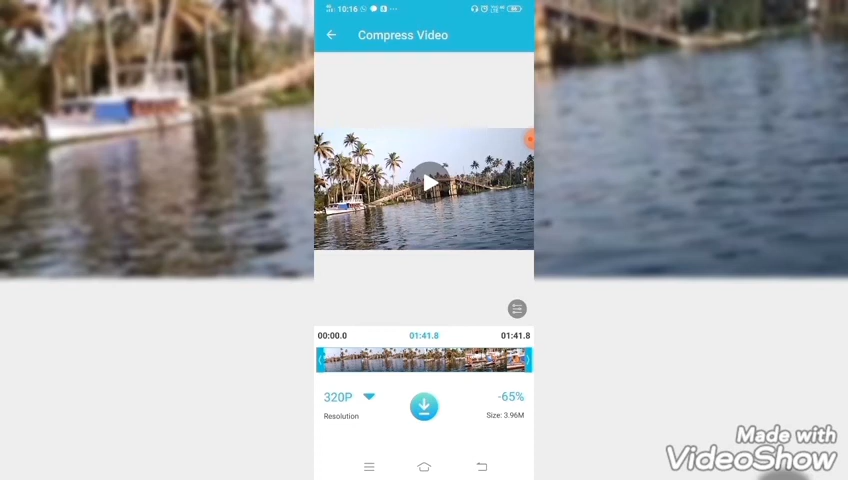 10:16
Compress Video
00:00.0 01:41.8 01:41.8
320P -65%
Resolution Size: 3.96M
Made with
VideoShow